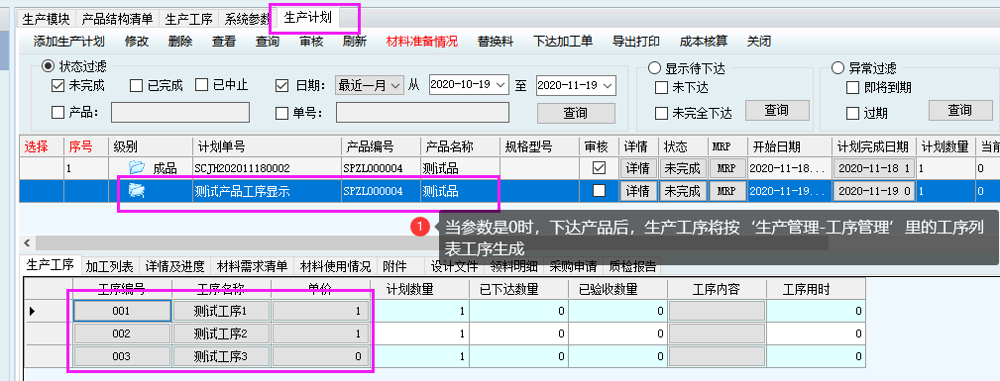 生产模块 产品结构清单 生产工序 系统参数 生产计划
添加生产计划 修改 删除 查看 查询 审核 刷新 材料准备情况 替换料 下达加工单 导出打印 成本核算 关闭
状态过滤 显示待下达 异常过滤
未完成 已完成 已中止 日期: 最近一月 从 2020-10-19 至 2020-11-19 未下达 即将到期
产品: 单号: 查询 未完全下达 查询 过期 查询
选择 序号 级别 计划单号 产品编号 产品名称 规格型号 审核 详情 状态 MRP 开始日期 计划完成日期 计划数量 当前
1 成品 SCJH202011180002 SPZL000004 测试品 详情 未完成 MRP 2020-11-18... 2020-11-18 1 1 0
测试产品工序显示 SPZL000004 测试品 详情 未完成 MRP 2020-11-19... 2020-11-19 0 1 0
1 当参数是0时，下达产品后，生产工序将按‘生产管理-工序管理’里的工序列
表工序生成
生产工序 加工列表 详情及进度 材料需求清单 材料使用情况 附件 设计文件 领料明细 采购申请 质检报告
工序编号 工序名称 单价 计划数量 已下达数量 已验收数量 工序内容 工序用时
001 测试工序1 1 1 0 0 0
002 测试工序2 1 1 0 0 0
003 测试工序3 0 1 0 0 0